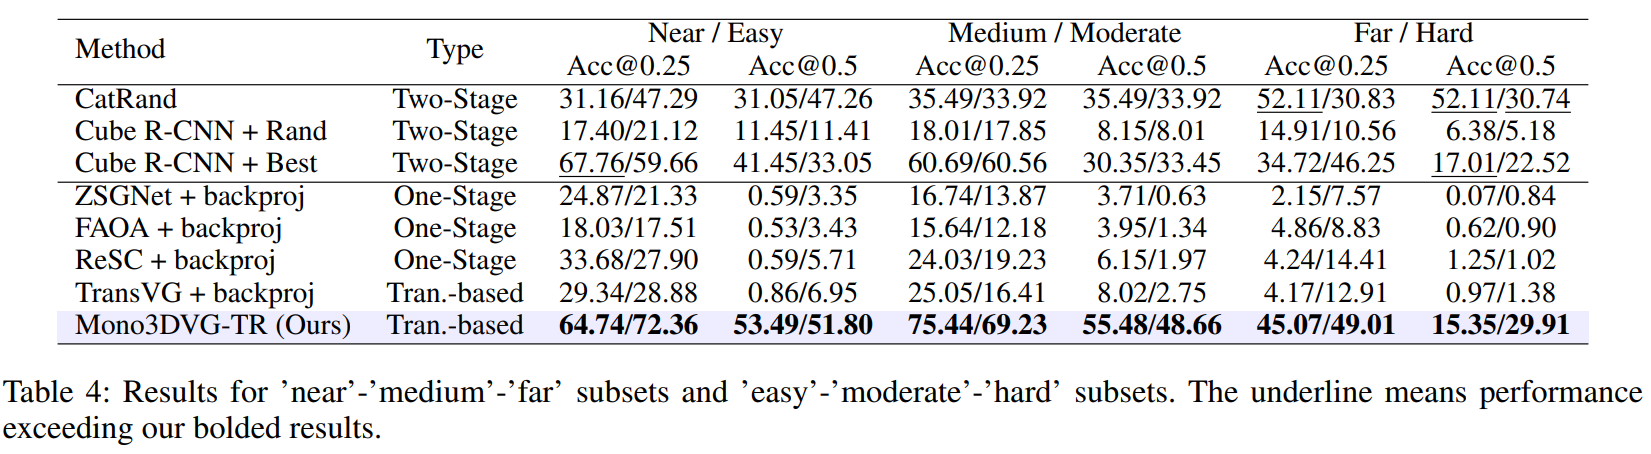 Method Type Near / Easy Medium / Moderate Far / Hard
Acc@0.25 Acc@0.5 Acc@0.25 Acc@0.5 Acc@0.25 Acc@0.5
CatRand Two-Stage 31.16/47.29 31.05/47.26 35.49/33.92 35.49/33.92 52.11/30.83 52.11/30.74
Cube R-CNN + Rand Two-Stage 17.40/21.12 11.45/11.41 18.01/17.85 8.15/8.01 14.91/10.56 6.38/5.18
Cube R-CNN + Best Two-Stage 67.76/59.66 41.45/33.05 60.69/60.56 30.35/33.45 34.72/46.25 17.01/22.52
ZSGNet + backproj One-Stage 24.87/21.33 0.59/3.35 16.74/13.87 3.71/0.63 2.15/7.57 0.07/0.84
FAOA + backproj One-Stage 18.03/17.51 0.53/3.43 15.64/12.18 3.95/1.34 4.86/8.83 0.62/0.90
ReSC + backproj One-Stage 33.68/27.90 0.59/5.71 24.03/19.23 6.15/1.97 4.24/14.41 1.25/1.02
TransVG + backproj Tran.-based 29.34/28.88 0.86/6.95 25.05/16.41 8.02/2.75 4.17/12.91 0.97/1.38
Mono3DVG-TR (Ours) Tran.-based 64.74/72.36 53.49/51.80 75.44/69.23 55.48/48.66 45.07/49.01 15.35/29.91
Table 4: Results for ’near’-’medium’-’far’ subsets and ’easy’-’moderate’-’hard’ subsets. The underline means performance
exceeding our bolded results.